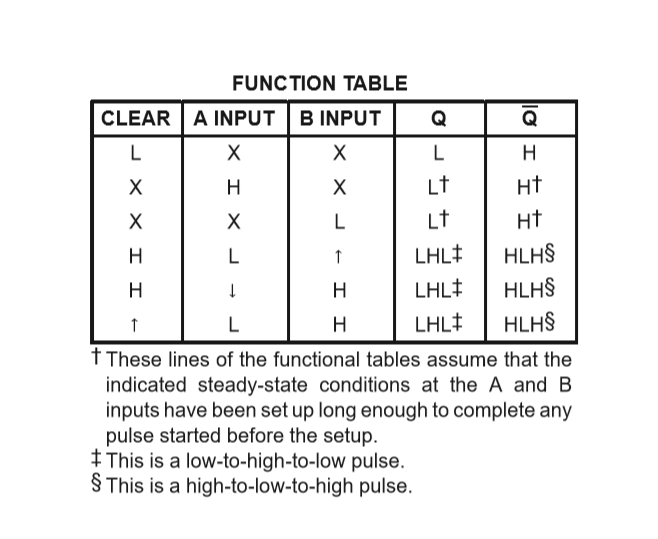 FUNCTION TABLE
CLEAR A INPUT B INPUT Q Q̅
L X X L H
X H X L† H†
X X L L† H†
H L ↑ LHL‡ HLH§
H ↓ H LHL‡ HLH§
↑ L H LHL‡ HLH§
† These lines of the functional tables assume that the
indicated steady-state conditions at the A and B
inputs have been set up long enough to complete any
pulse started before the setup.
‡ This is a low-to-high-to-low pulse.
§ This is a high-to-low-to-high pulse.